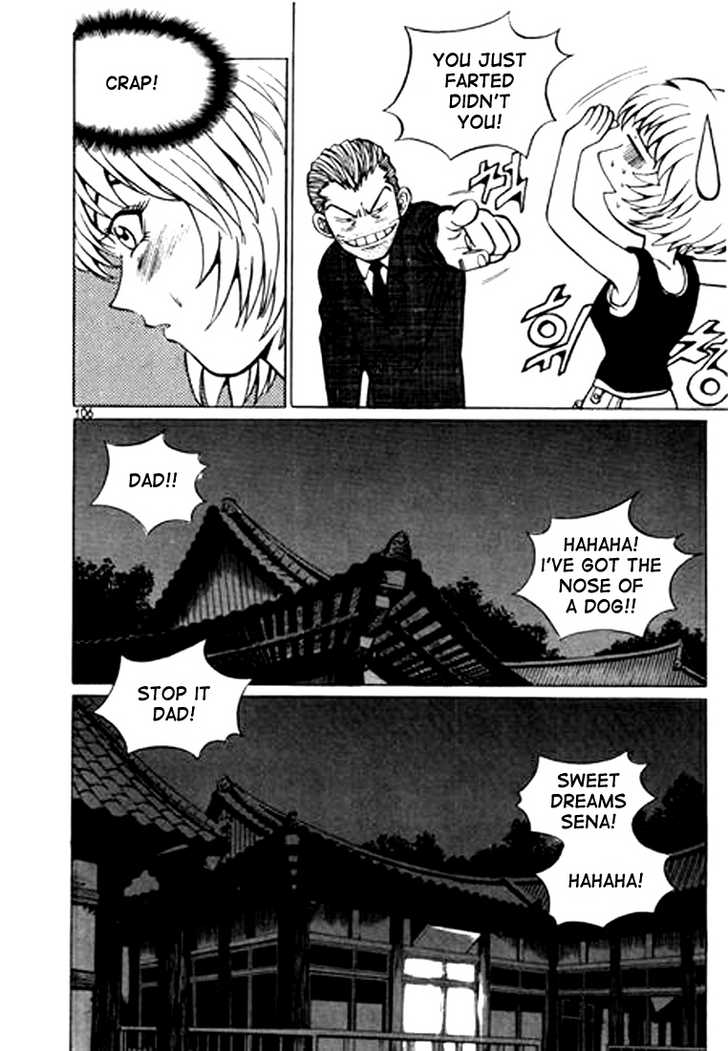 CRAP!
YOU JUST
FARTED
DIDN'T
YOU!
106
DAD!!
HAHAHA!
I'VE GOT THE
NOSE OF
A DOG!!
STOP IT
DAD!
SWEET
DREAMS
SENA!
HAHAHA!